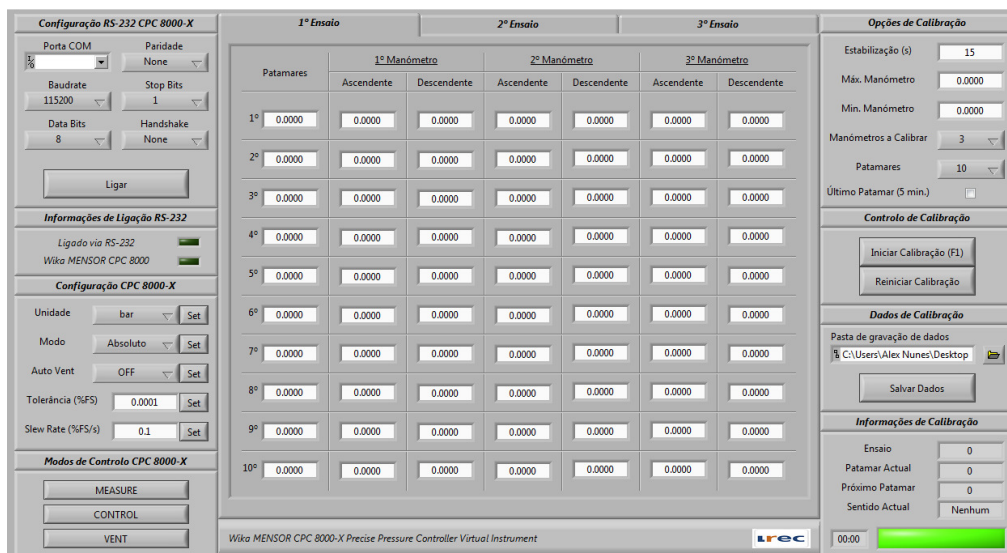 Configuração RS-232 CPC 8000-X
Porta COM
Paridade
None
Baudrate
Stop Bits
115200
1
Data Bits
Handshake
8
None
Ligar
Informações de Ligação RS-232
Ligado via RS-232
Wika MENSOR CPC 8000
Configuração CPC 8000-X
Unidade bar Set
Modo Absoluto Set
Auto Vent OFF Set
Tolerância (%FS) 0.0001 Set
Slew Rate (%FS/s) 0.1 Set
Modos de Controlo CPC 8000-X
MEASURE
CONTROL
VENT
1º Ensaio 2º Ensaio 3º Ensaio
Patamares
1º Manómetro 2º Manómetro 3º Manómetro
Ascendente Descendente Ascendente Descendente Ascendente Descendente
1º 0.0000 0.0000 0.0000 0.0000 0.0000 0.0000 0.0000
2º 0.0000 0.0000 0.0000 0.0000 0.0000 0.0000 0.0000
3º 0.0000 0.0000 0.0000 0.0000 0.0000 0.0000 0.0000
4º 0.0000 0.0000 0.0000 0.0000 0.0000 0.0000 0.0000
5º 0.0000 0.0000 0.0000 0.0000 0.0000 0.0000 0.0000
6º 0.0000 0.0000 0.0000 0.0000 0.0000 0.0000 0.0000
7º 0.0000 0.0000 0.0000 0.0000 0.0000 0.0000 0.0000
8º 0.0000 0.0000 0.0000 0.0000 0.0000 0.0000 0.0000
9º 0.0000 0.0000 0.0000 0.0000 0.0000 0.0000 0.0000
10º 0.0000 0.0000 0.0000 0.0000 0.0000 0.0000 0.0000
Wika MENSOR CPC 8000-X Precise Pressure Controller Virtual Instrument
lrec
Opções de Calibração
Estabilização (s) 15
Máx. Manómetro 0.0000
Min. Manómetro 0.0000
Manómetros a Calibrar 3
Patamares 10
Último Patamar (5 min.)
Controlo de Calibração
Iniciar Calibração (F1)
Reiniciar Calibração
Dados de Calibração
Pasta de gravação de dados
C:\Users\Alex Nunes\Desktop
Salvar Dados
Informações de Calibração
Ensaio 0
Patamar Actual 0
Próximo Patamar 0
Sentido Actual Nenhum
00:00